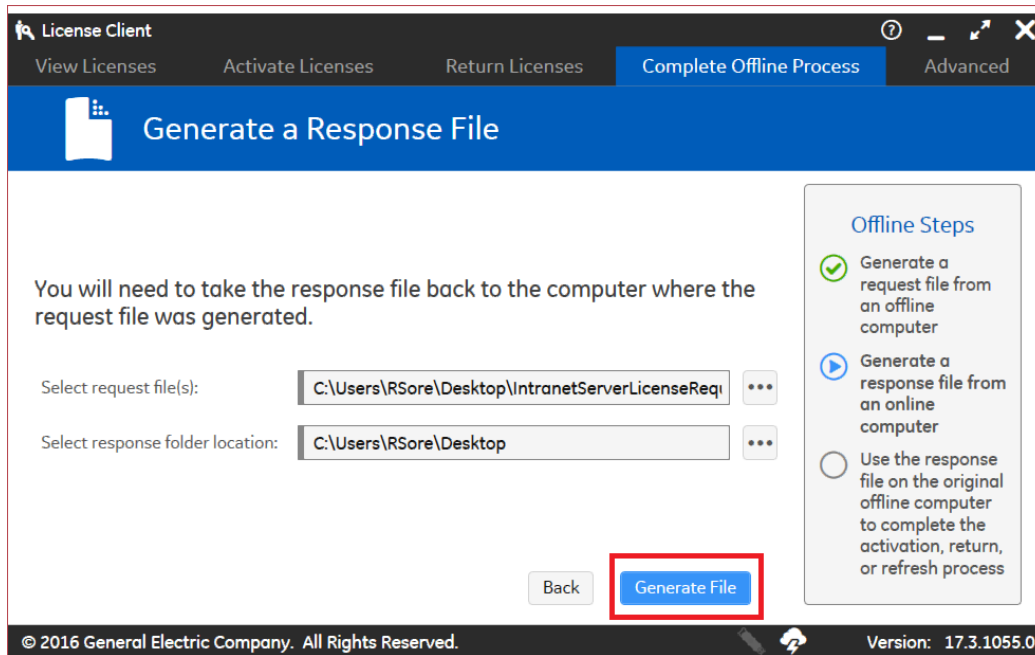 License Client
View Licenses Activate Licenses Return Licenses Complete Offline Process Advanced
Generate a Response File
You will need to take the response file back to the computer where the
request file was generated.
Select request file(s): C:\Users\RSore\Desktop\IntranetServerLicenseRequ
Select response folder location: C:\Users\RSore\Desktop
Back
Generate File
Offline Steps
Generate a
request file from
an offline
computer
Generate a
response file from
an online
computer
Use the response
file on the original
offline computer
to complete the
activation, return,
or refresh process
© 2016 General Electric Company. All Rights Reserved.
Version: 17.3.1055.0